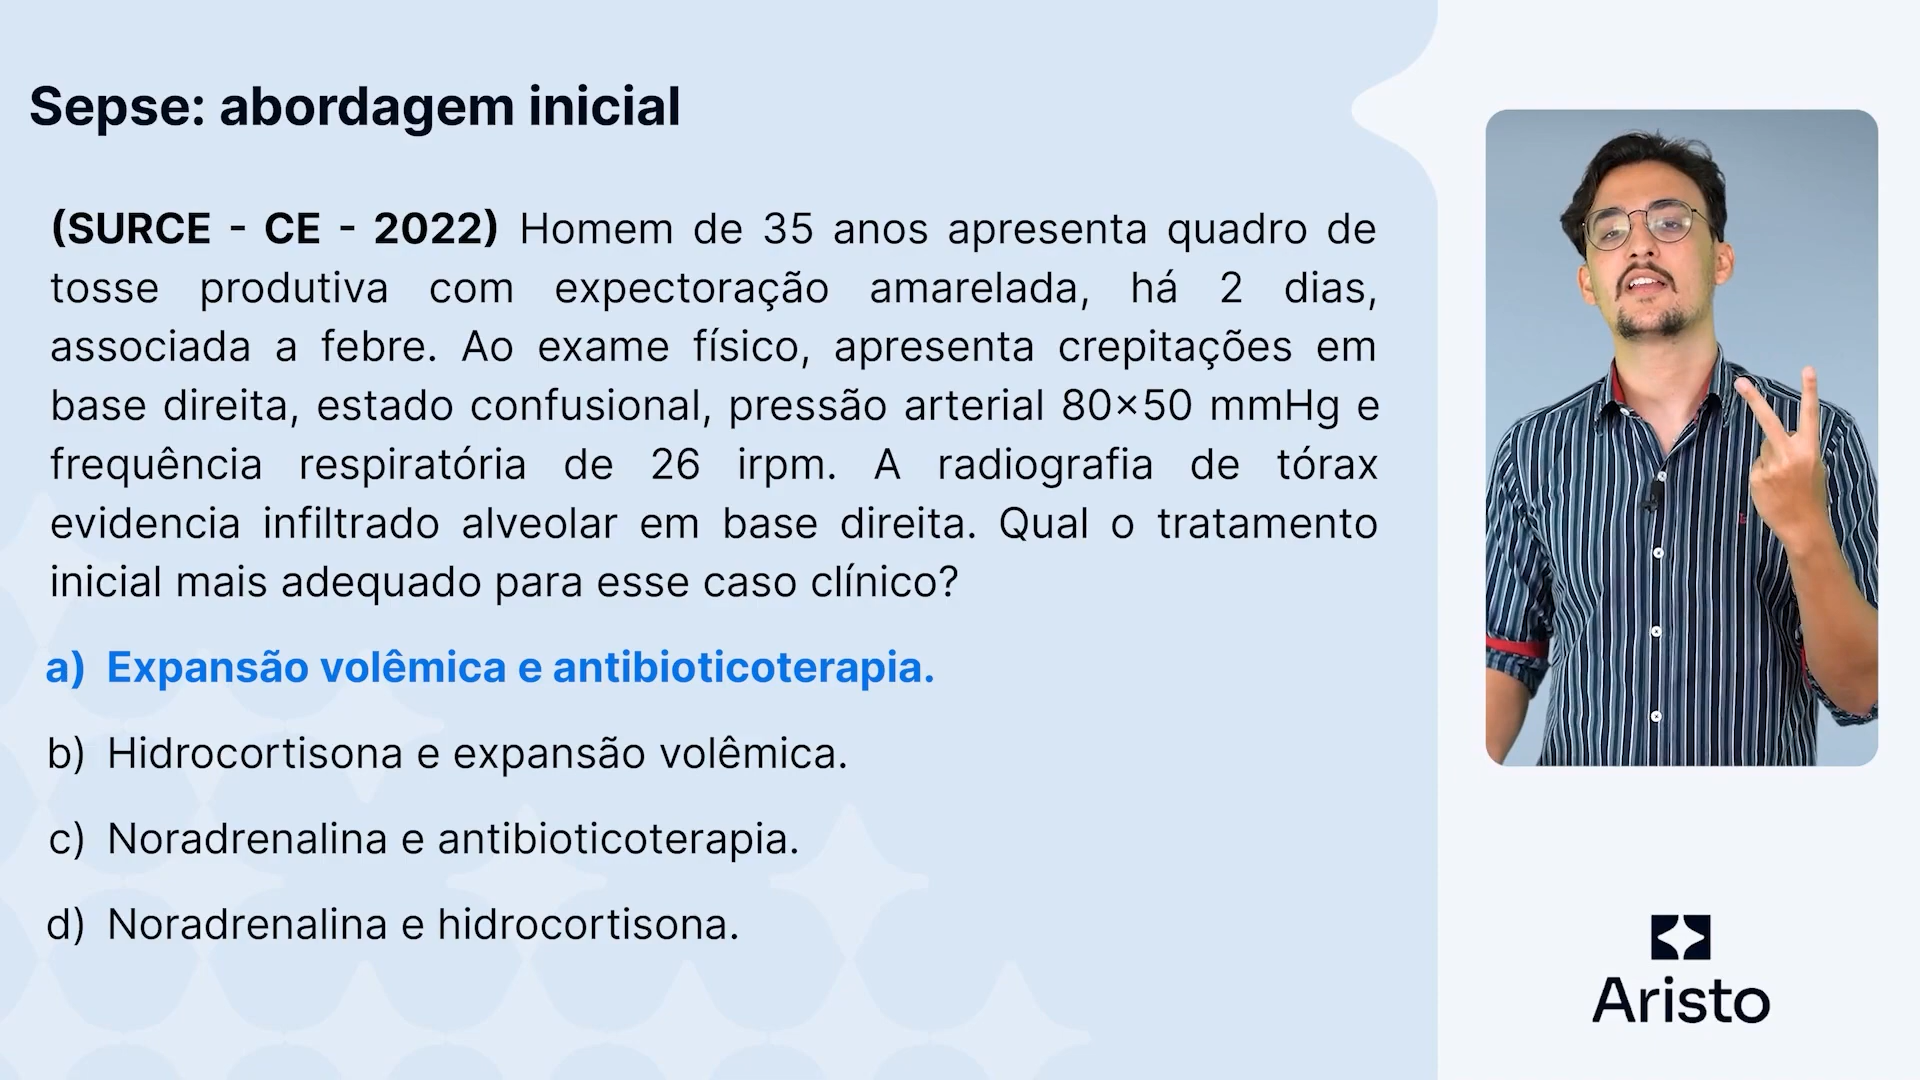 Sepse: abordagem inicial
(SURCE - CE - 2022) Homem de 35 anos apresenta quadro de
tosse produtiva com expectoração amarelada, há 2 dias,
associada a febre. Ao exame físico, apresenta crepitações em
base direita, estado confusional, pressão arterial 80×50 mmHg e
frequência respiratória de 26 irpm. A radiografia de tórax
evidencia infiltrado alveolar em base direita. Qual o tratamento
inicial mais adequado para esse caso clínico?
a) Expansão volêmica e antibioticoterapia.
b) Hidrocortisona e expansão volêmica.
c) Noradrenalina e antibioticoterapia.
d) Noradrenalina e hidrocortisona.
Aristo